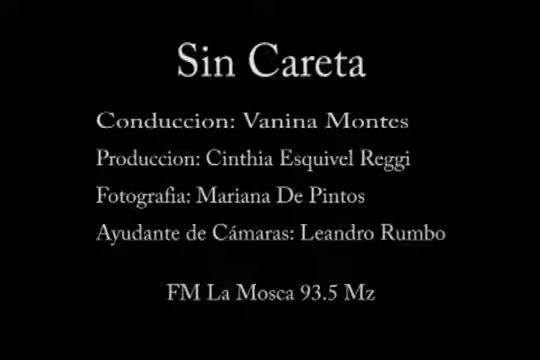 Sin Careta
Conduccion: Vanina Montes
Produccion: Cinthia Esquivel Reggi
Fotografia: Mariana De Pintos
Ayudante de Cámaras: Leandro Rumbo
FM La Mosca 93.5 Mz